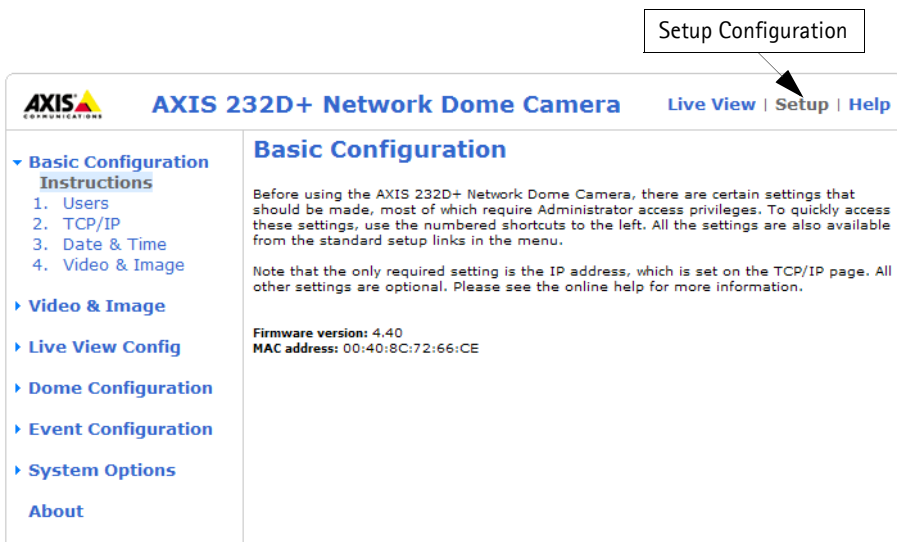 Setup Configuration
AXIS
COMMUNICATIONS
AXIS 232D+ Network Dome Camera
Live View | Setup | Help
Basic Configuration
Instructions
1. Users
2. TCP/IP
3. Date & Time
4. Video & Image
Video & Image
Live View Config
Dome Configuration
Event Configuration
System Options
About
Basic Configuration
Before using the AXIS 232D+ Network Dome Camera, there are certain settings that
should be made, most of which require Administrator access privileges. To quickly access
these settings, use the numbered shortcuts to the left. All the settings are also available
from the standard setup links in the menu.
Note that the only required setting is the IP address, which is set on the TCP/IP page. All
other settings are optional. Please see the online help for more information.
Firmware version: 4.40
MAC address: 00:40:8C:72:66:CE